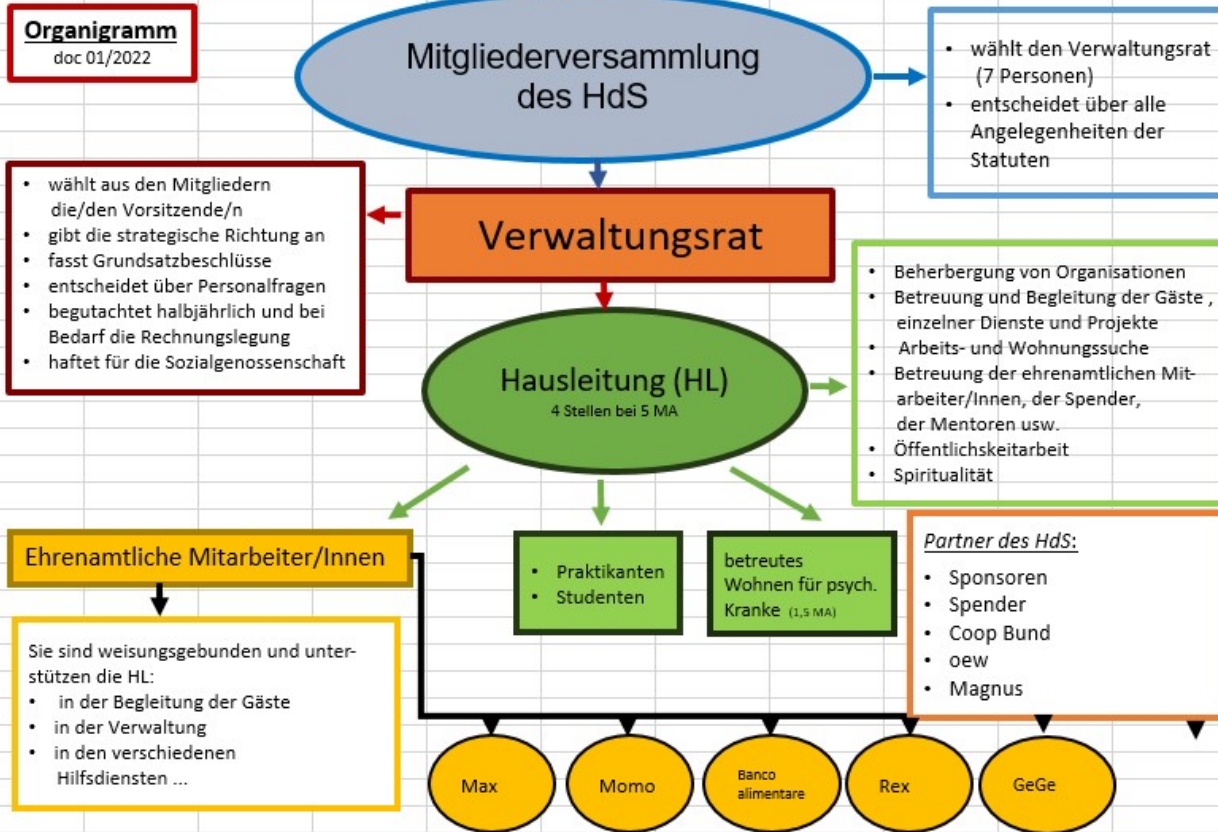 Organigramm
doc 01/2022
Mitgliederversammlung
des HdS
• wählt den Verwaltungsrat
(7 Personen)
• entscheidet über alle
Angelegenheiten der
Statuten
• wählt aus den Mitgliedern
die/den Vorsitzende/n
• gibt die strategische Richtung an
• fasst Grundsatzbeschlüsse
• entscheidet über Personalfragen
• begutachtet halbjährlich und bei
Bedarf die Rechnungslegung
• haftet für die Sozialgenossenschaft
Verwaltungsrat
• Beherbergung von Organisationen
• Betreuung und Begleitung der Gäste ,
einzelner Dienste und Projekte
• Arbeits- und Wohnungssuche
• Betreuung der ehrenamtlichen Mit-
arbeiter/Innen, der Spender,
der Mentoren usw.
• Öffentlichskeitarbeit
• Spiritualität
Hausleitung (HL)
4 Stellen bei 5 MA
Ehrenamtliche Mitarbeiter/Innen
• Praktikanten
• Studenten
betreutes
Wohnen für psych.
Kranke (1,5 MA)
Partner des HdS:
• Sponsoren
• Spender
• Coop Bund
• oew
• Magnus
Sie sind weisungsgebunden und unter-
stützen die HL:
• in der Begleitung der Gäste
• in der Verwaltung
• in den verschiedenen
Hilfsdiensten ...
Max
Momo
Banco
alimentare
Rex
GeGe